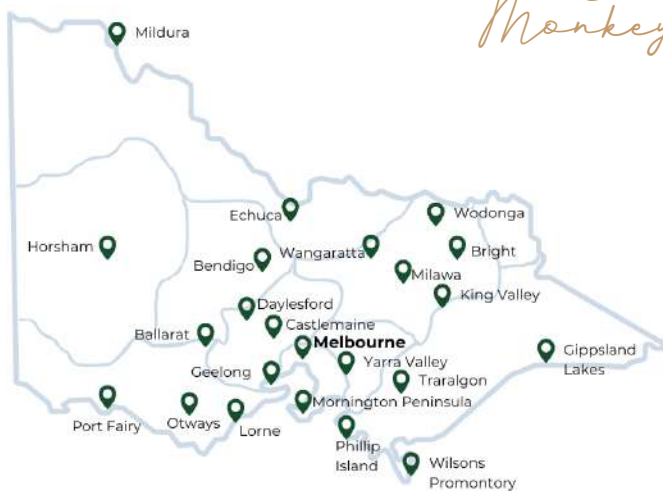 Monkey
Mildura
Echuca
Wodonga
Horsham
Wangaratta
Bright
Bendigo
Milawa
King Valley
Daylesford
Castlemaine
Ballarat
Melbourne
Gippsland
Lakes
Yarra Valley
Geelong
Traralgon
Mornington Peninsula
Port Fairy
Otways
Lorne
Phillip
Island
Wilsons
Promontory